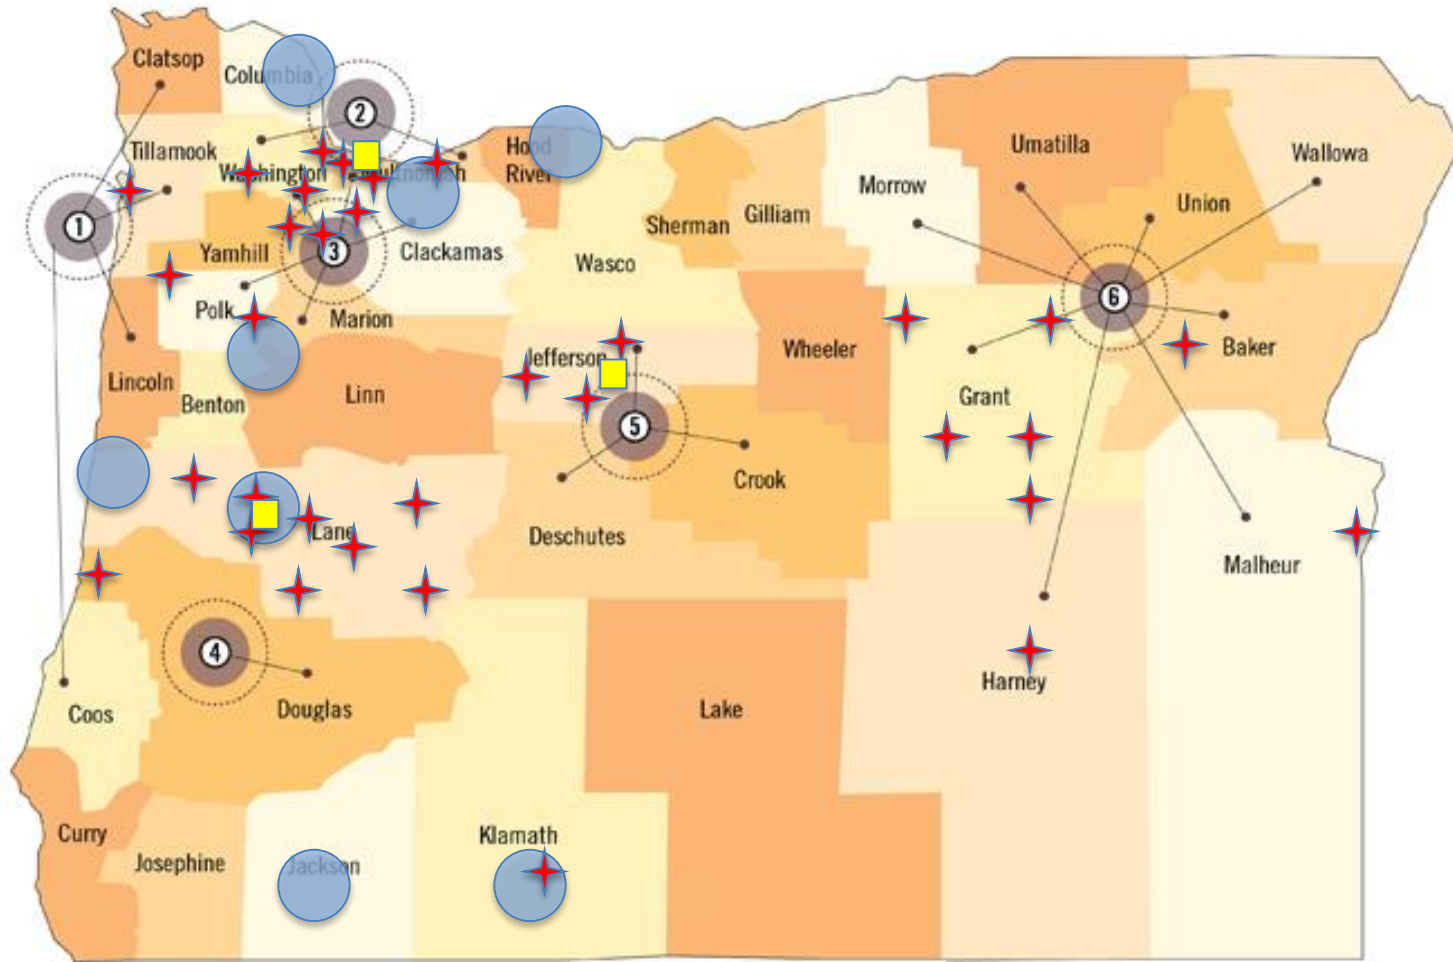 Clatsop
Columbia
2
Tillamook
Washington
Multnomah
Hood
River
Umatilla
Wallowa
Morrow
Union
1
Yamhill
3
Clackamas
Sherman
Gilliam
Wasco
6
Polk
Marion
Jefferson
Wheeler
Baker
Lincoln
Benton
Linn
Grant
5
Crook
Lane
Deschutes
Malheur
4
Coos
Douglas
Lake
Harney
Curry
Josephine
Jackson
Klamath